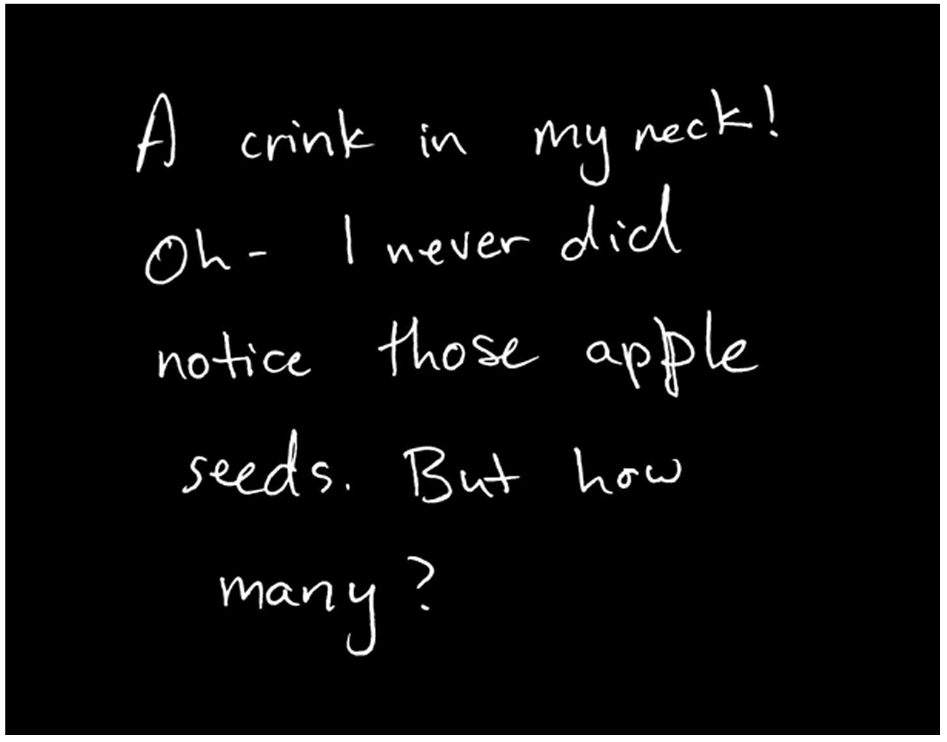 A crink in my neck!
Oh- I never did
notice those apple
seeds. But how
many?